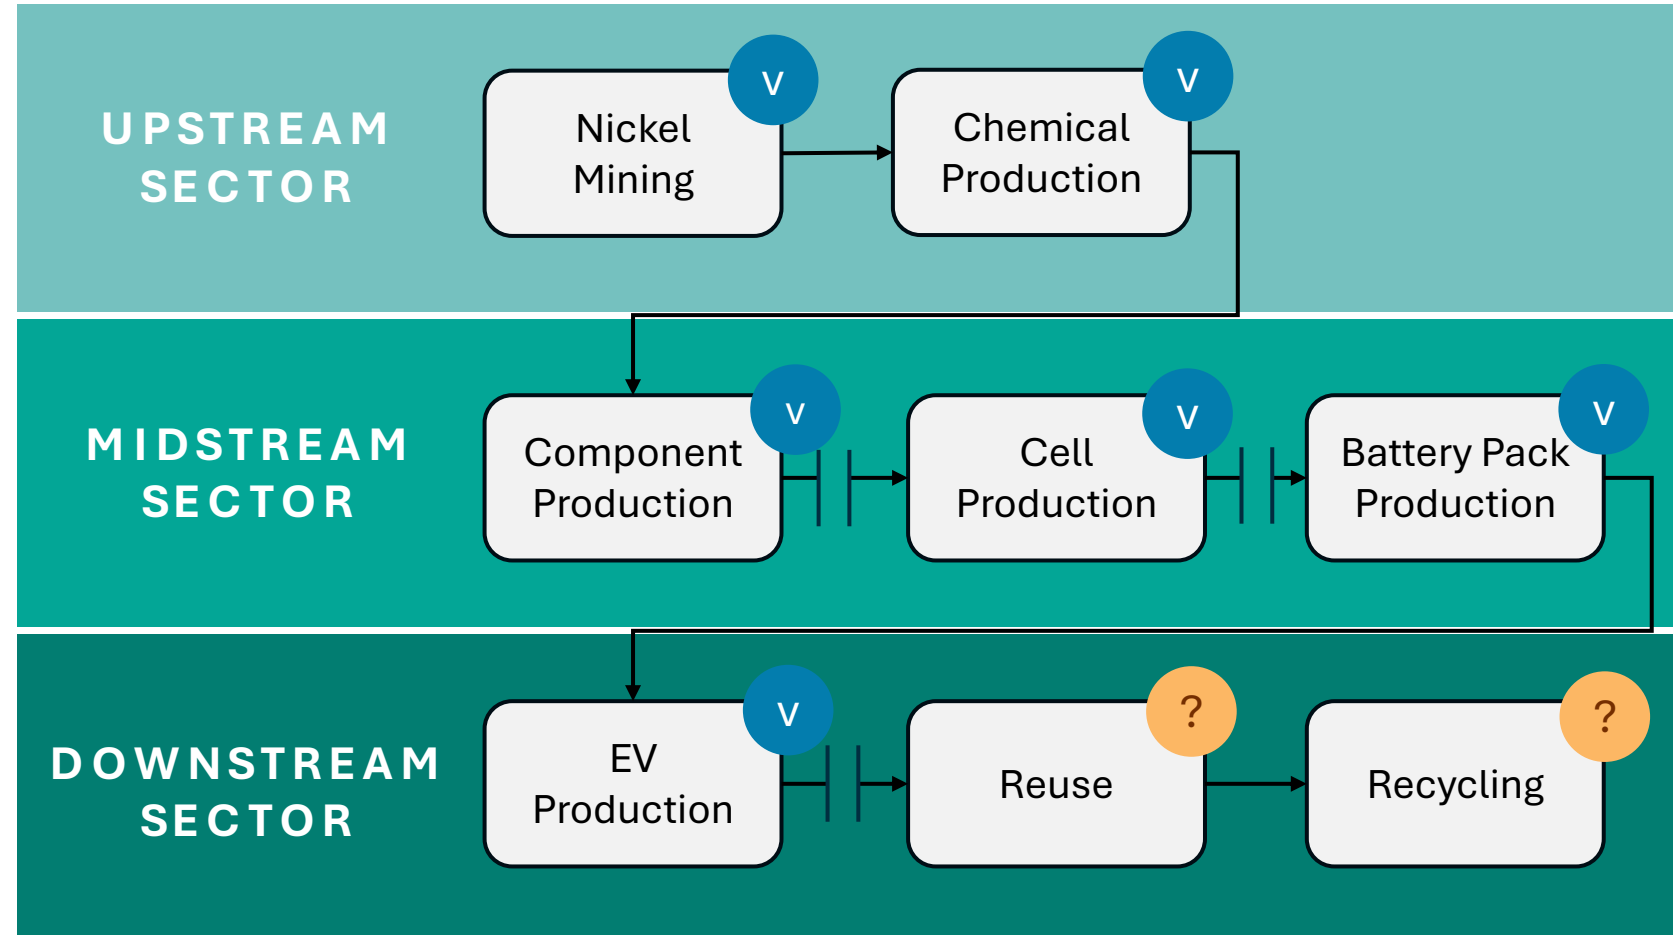 UPSTREAM
SECTOR
Nickel
Mining
v
Chemical
Production
v
MIDSTREAM
SECTOR
Component
Production
v
Cell
Production
v
Battery Pack
Production
v
DOWNSTREAM
SECTOR
EV
Production
v
Reuse
?
Recycling
?